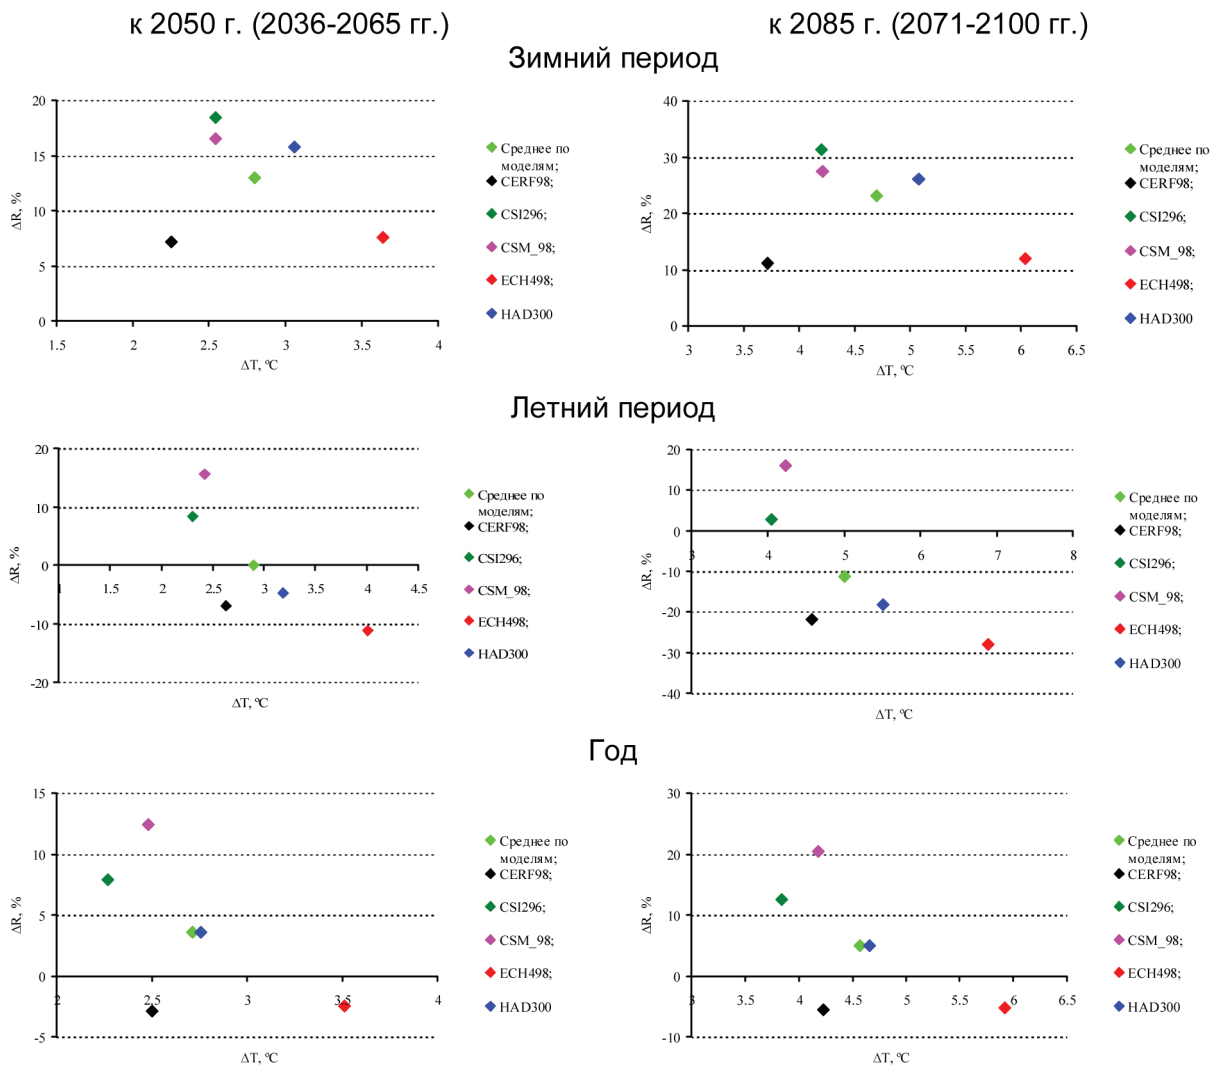 к 2050 г. (2036-2065 гг.)
к 2085 г. (2071-2100 гг.)
Зимний период
20
15
10
5
0
ΔR, %
1.5 2 2.5 3 3.5 4
ΔT, ºC
Среднее по
моделям;
CERF98;
CSI296;
CSM_98;
ECH498;
HAD300
40
30
20
10
0
ΔR, %
3 3.5 4 4.5 5 5.5 6 6.5
ΔT, ºC
Среднее по
моделям;
CERF98;
CSI296;
CSM_98;
ECH498;
HAD300
Летний период
20
10
0
-10
-20
ΔR, %
1 1.5 2 2.5 3 3.5 4 4.5
ΔT, ºC
Среднее по
моделям;
CERF98;
CSI296;
CSM_98;
ECH498;
HAD300
20
10
0
-10
-20
-30
-40
ΔR, %
3 4 5 6 7 8
ΔT, ºC
Среднее по
моделям;
CERF98;
CSI296;
CSM_98;
ECH498;
HAD300
Год
15
10
5
0
-5
ΔR, %
2 2.5 3 3.5 4
ΔT, ºC
Среднее по
моделям;
CERF98;
CSI296;
CSM_98;
ECH498;
HAD300
30
20
10
0
-10
ΔR, %
3 3.5 4 4.5 5 5.5 6 6.5
ΔT, ºC
Среднее по
моделям;
CERF98;
CSI296;
CSM_98;
ECH498;
HAD300